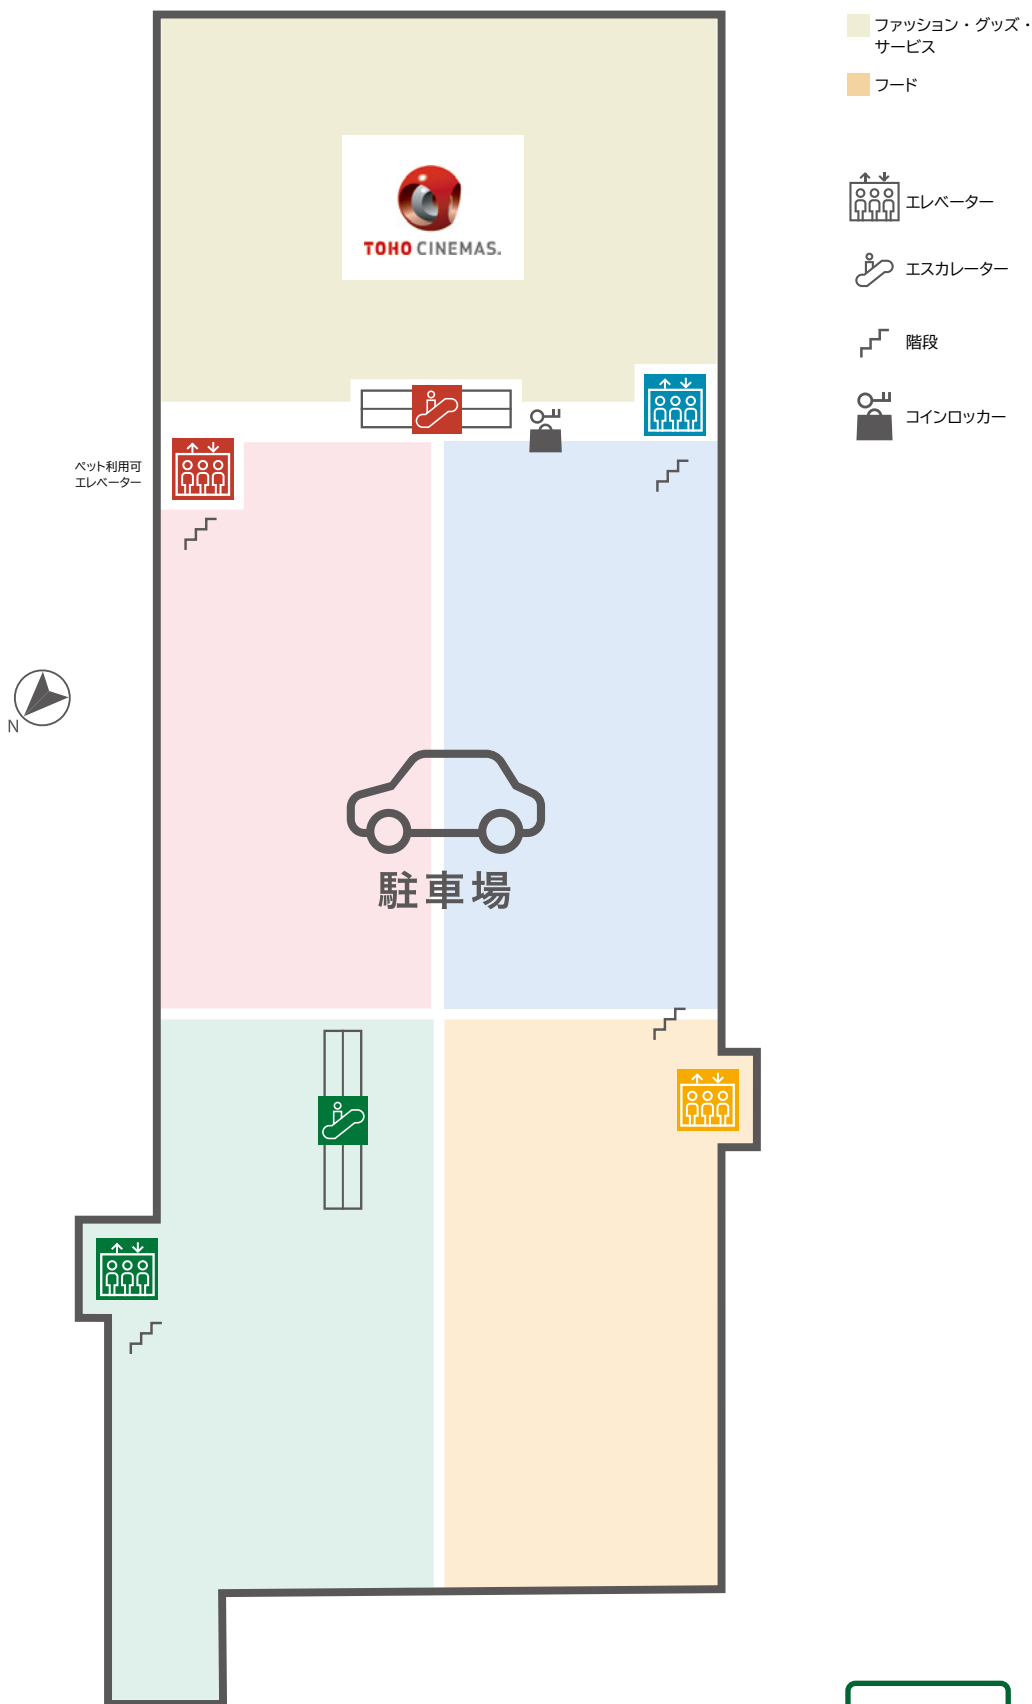 ファッション・グッズ・
サービス
フード
TOHO CINEMAS.
エレベーター
エスカレーター
階段
コインロッカー
ペット利用可
エレベーター
N
駐車場